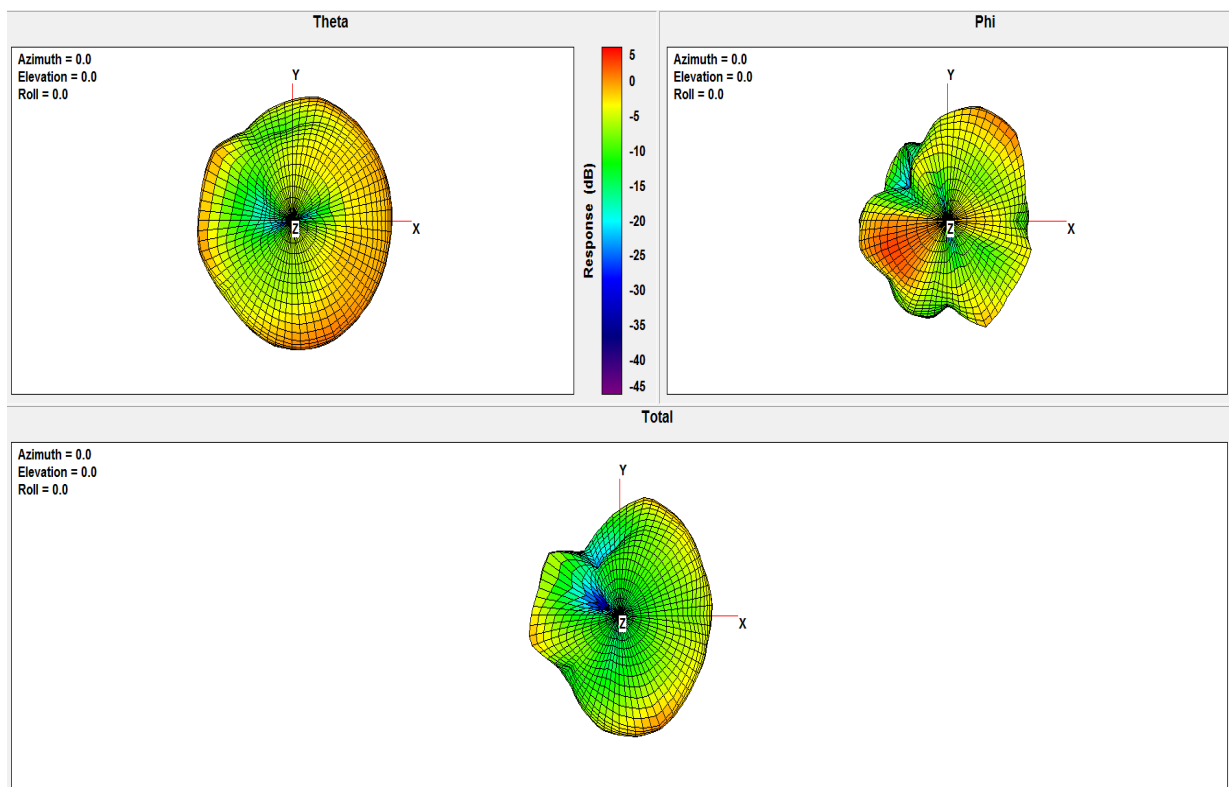 Theta
Azimuth = 0.0
Elevation = 0.0
Roll = 0.0
Y
X
Z
5
0
-5
-10
-15
-20
-25
-30
-35
-40
-45
Response (dB)
Phi
Azimuth = 0.0
Elevation = 0.0
Roll = 0.0
Y
X
Z
Total
Azimuth = 0.0
Elevation = 0.0
Roll = 0.0
Y
X
Z